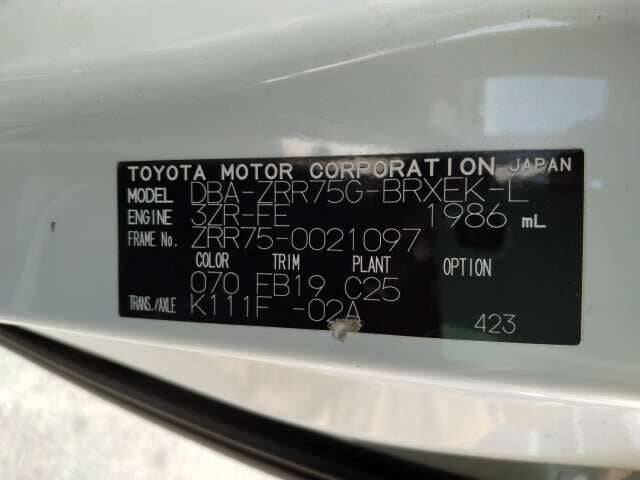 TOYOTA MOTOR CORPORATION JAPAN
MODEL DBA-ZRR75G-BRXEK-L
ENGINE 3ZR-FE 1986 mL
FRAME No. ZRR75-0021097
COLOR TRIM PLANT OPTION
070 FB19 C25
TRANS./AXLE K111F -02A
423